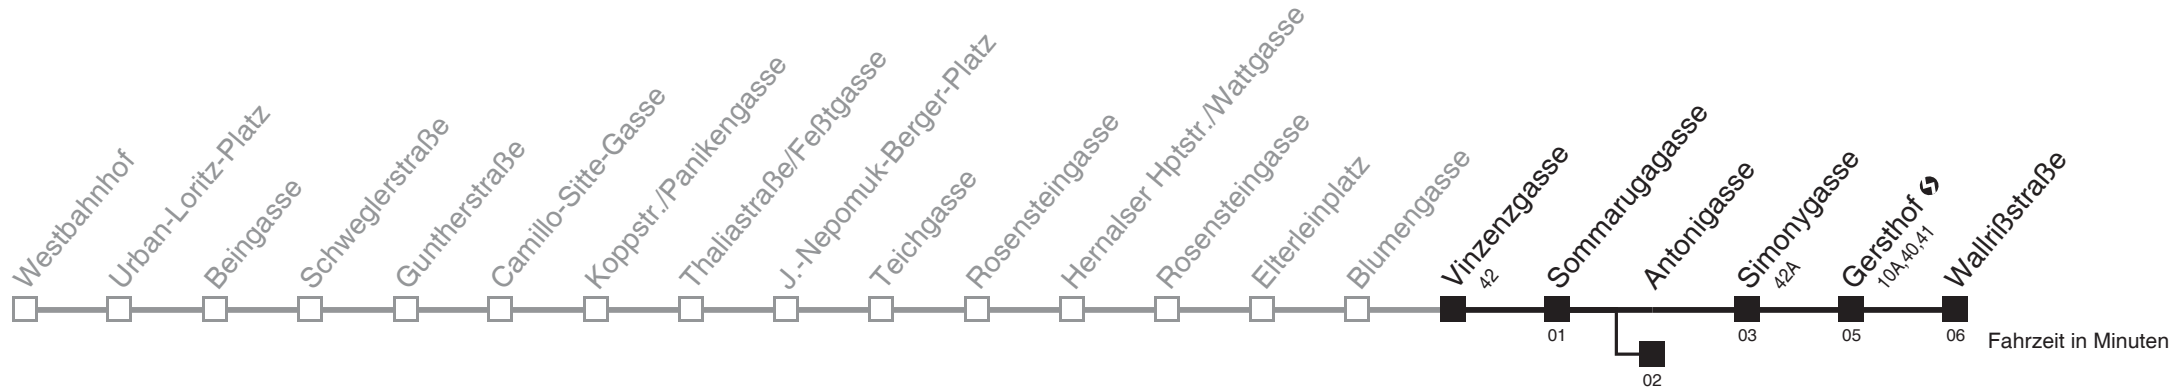 Westbahnhof
Urban-Loritz-Platz
Beingasse
Schweglerstraße
Guntherstraße
Camillo-Sitte-Gasse
Koppstr./Panikengasse
Thaliastraße/Feßtgasse
J.-Nepomuk-Berger-Platz
Teichgasse
Rosensteingasse
Hernalser Hptstr./Wattgasse
Rosensteingasse
Elterleinplatz
Blumengasse
Vinzenzgasse
42
Sommarugagasse
Antonigasse
Simonygasse
42A
Gersthof
10A,40,41
Wallrißstraße
01
02
03
05
06
Fahrzeit in Minuten